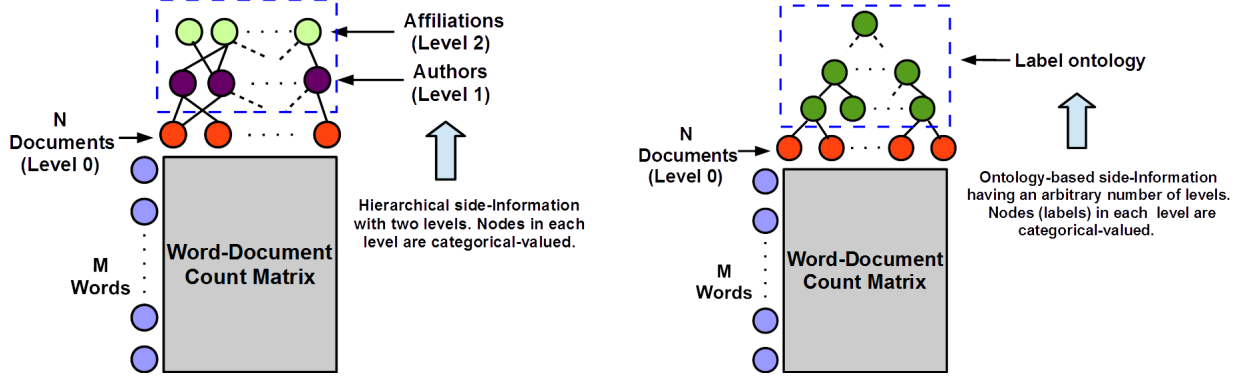 Affiliations
(Level 2)
Authors
(Level 1)
N
Documents
(Level 0)
Hierarchical side-Information
with two levels. Nodes in each
level are categorical-valued.
Word-Document
Count Matrix
M
Words
Label ontology
N
Documents
(Level 0)
Ontology-based side-Information
having an arbitrary number of levels.
Nodes (labels) in each level are
categorical-valued.
Word-Document
Count Matrix
M
Words